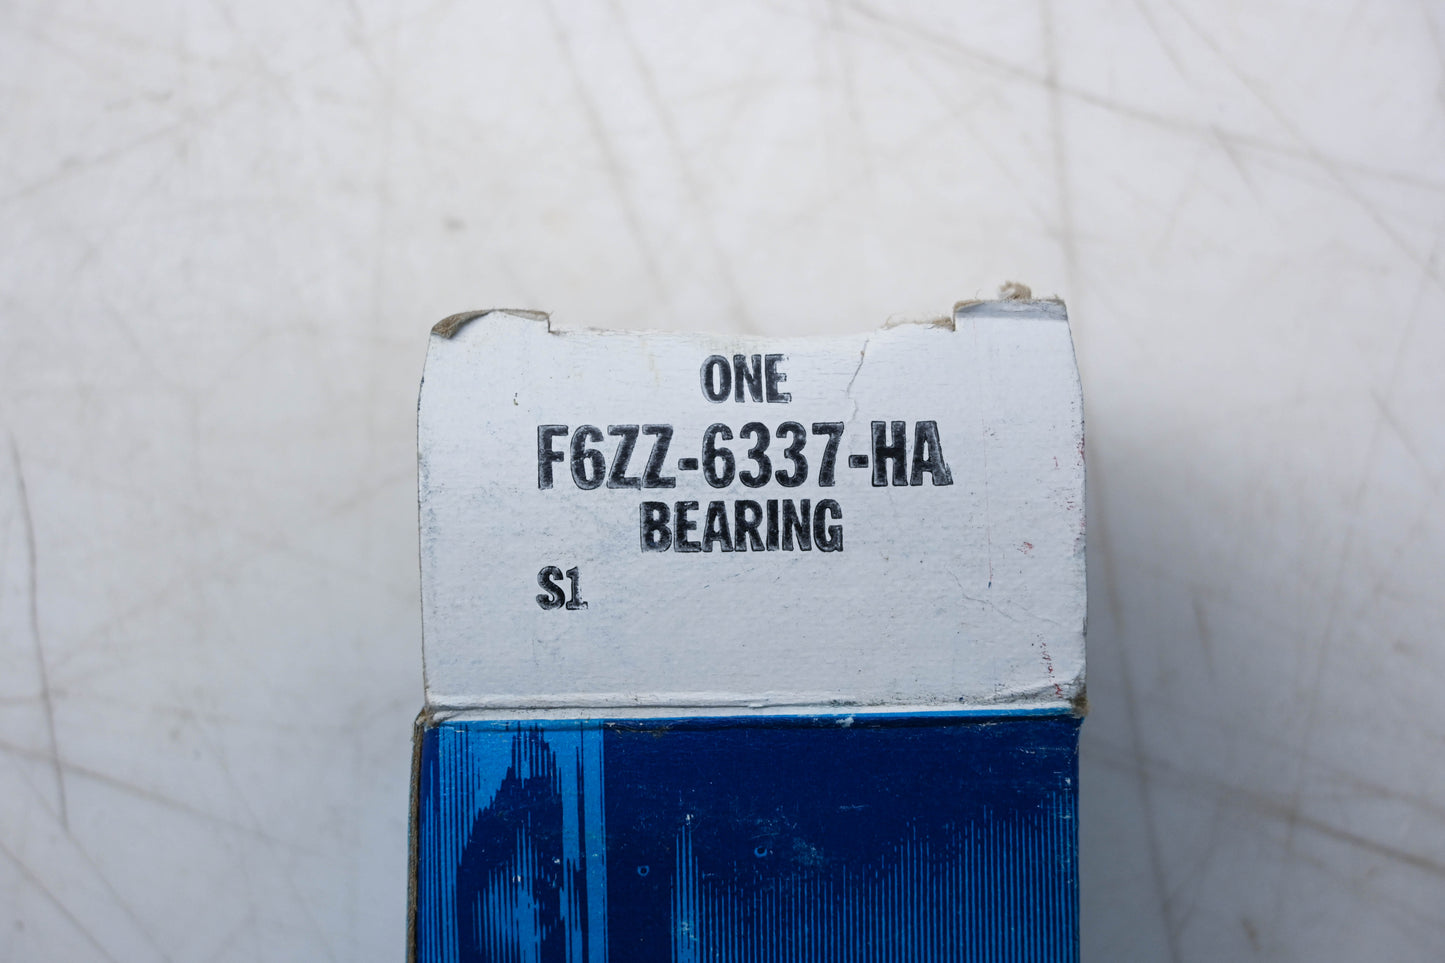 ONE
F6ZZ-6337-HA
BEARING
S1